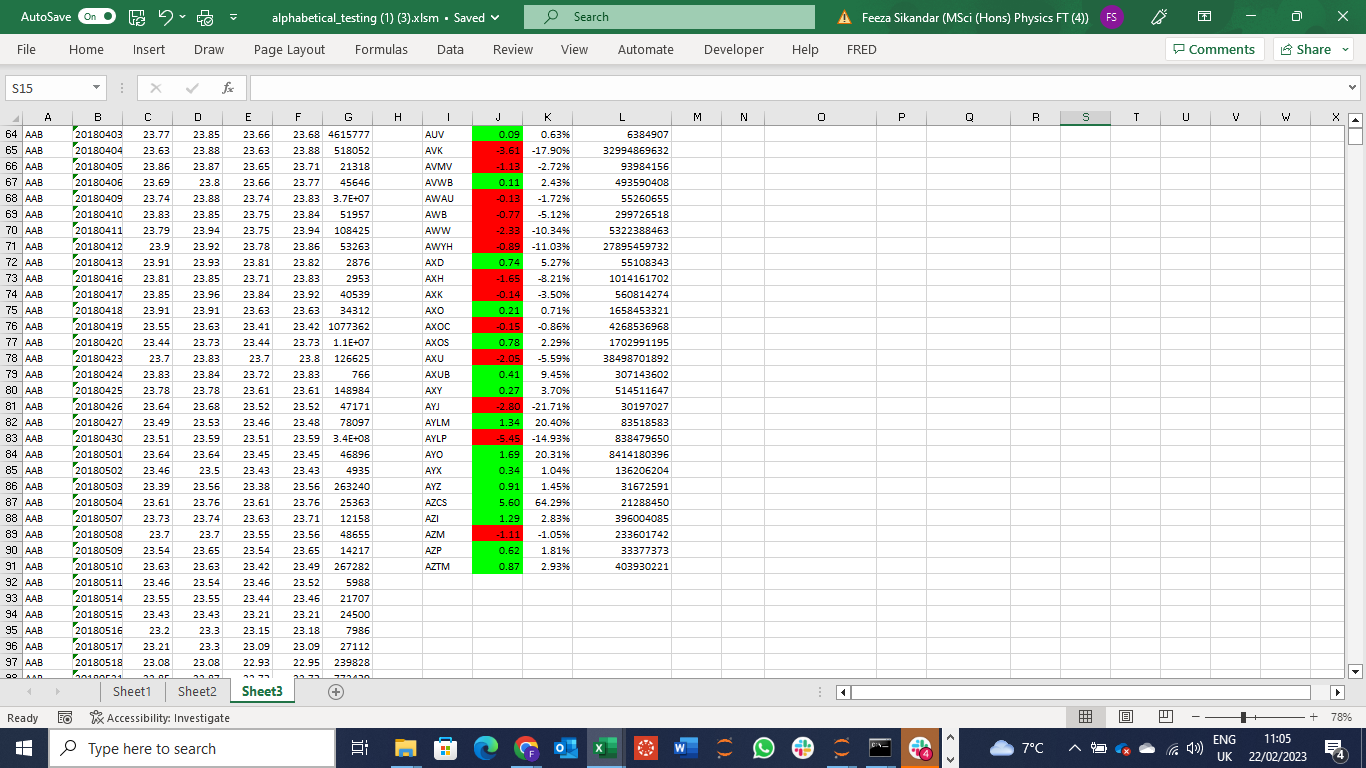 AutoSave On alphabetical_testing (1) (3).xlsm • Saved Search Feeza Sikandar (MSci (Hons) Physics FT (4)) FS
File Home Insert Draw Page Layout Formulas Data Review View Automate Developer Help FRED Comments Share
S15 fx
A B C D E F G H I J K L M N O P Q R S T U V W X
64 AAB 20180403 23.77 23.85 23.66 23.68 4615777 AUV 0.09 0.63% 6384907
65 AAB 20180404 23.63 23.88 23.63 23.88 518052 AVK -3.61 -17.90% 32994869632
66 AAB 20180405 23.86 23.87 23.65 23.71 21318 AVMV -1.13 -2.72% 93984156
67 AAB 20180406 23.69 23.8 23.66 23.77 45646 AVWB 0.11 2.43% 493590408
68 AAB 20180409 23.74 23.88 23.74 23.83 3.7E+07 AWAU -0.13 -1.72% 55260655
69 AAB 20180410 23.83 23.85 23.75 23.84 51957 AWB -0.77 -5.12% 299726518
70 AAB 20180411 23.79 23.94 23.75 23.94 108425 AWW -2.33 -10.34% 5322388463
71 AAB 20180412 23.9 23.92 23.78 23.86 53263 AWYH -0.89 -11.03% 27895459732
72 AAB 20180413 23.91 23.93 23.81 23.82 2876 AXD 0.74 5.27% 55108343
73 AAB 20180416 23.81 23.85 23.71 23.83 2953 AXH -1.65 -8.21% 1014161702
74 AAB 20180417 23.85 23.96 23.84 23.92 40539 AXK -0.14 -3.50% 560814274
75 AAB 20180418 23.91 23.91 23.63 23.63 34312 AXO 0.21 0.71% 1658453321
76 AAB 20180419 23.55 23.63 23.41 23.42 1077362 AXOC -0.15 -0.86% 4268536968
77 AAB 20180420 23.44 23.73 23.44 23.73 1.1E+07 AXOS 0.78 2.29% 1702991195
78 AAB 20180423 23.7 23.83 23.7 23.8 126625 AXU -2.05 -5.59% 38498701892
79 AAB 20180424 23.83 23.84 23.72 23.83 766 AXUB 0.41 9.45% 307143602
80 AAB 20180425 23.78 23.78 23.61 23.61 148984 AXY 0.27 3.70% 514511647
81 AAB 20180426 23.64 23.68 23.52 23.52 47171 AYJ -2.80 -21.71% 30197027
82 AAB 20180427 23.49 23.53 23.46 23.48 78097 AYLM 1.34 20.40% 83518583
83 AAB 20180430 23.51 23.59 23.51 23.59 3.4E+08 AYLP -5.45 -14.93% 838479650
84 AAB 20180501 23.64 23.64 23.45 23.45 46896 AYO 1.69 20.31% 8414180396
85 AAB 20180502 23.46 23.5 23.43 23.43 4935 AYX 0.34 1.04% 136206204
86 AAB 20180503 23.39 23.56 23.38 23.56 263240 AYZ 0.91 1.45% 31672591
87 AAB 20180504 23.61 23.76 23.61 23.76 25363 AZCS 5.60 64.29% 21288450
88 AAB 20180507 23.73 23.74 23.63 23.71 12158 AZI 1.29 2.83% 396004085
89 AAB 20180508 23.7 23.7 23.55 23.56 48655 AZM -1.11 -1.05% 233601742
90 AAB 20180509 23.54 23.65 23.54 23.65 14217 AZP 0.62 1.81% 33377373
91 AAB 20180510 23.63 23.63 23.42 23.49 267282 AZTM 0.87 2.93% 403930221
92 AAB 20180511 23.46 23.54 23.46 23.52 5988
93 AAB 20180514 23.55 23.55 23.44 23.46 21707
94 AAB 20180515 23.43 23.43 23.21 23.21 24500
95 AAB 20180516 23.2 23.3 23.15 23.18 7986
96 AAB 20180517 23.21 23.3 23.09 23.09 27112
97 AAB 20180518 23.08 23.08 22.93 22.95 239828
Sheet1 Sheet2 Sheet3
Ready Accessibility: Investigate 78%
Type here to search 4 7°C ENG UK 11:05 22/02/2023 4